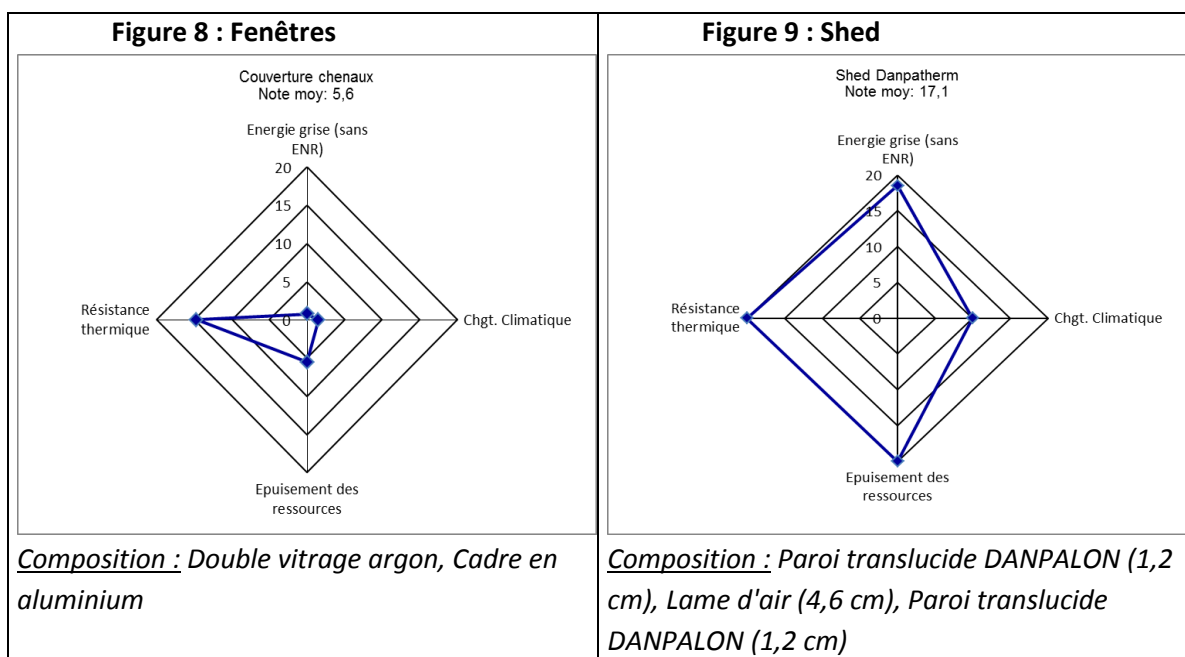 Figure 8 : Fenêtres
Couverture chenaux
Note moy: 5,6
Energie grise (sans
ENR)
20
15
10
5
0
Résistance
thermique
Chgt. Climatique
Epuisement des
ressources
Composition : Double vitrage argon, Cadre en
aluminium
Figure 9 : Shed
Shed Danpatherm
Note moy: 17,1
Energie grise (sans
ENR)
20
15
10
5
0
Résistance
thermique
Chgt. Climatique
Epuisement des
ressources
Composition : Paroi translucide DANPALON (1,2
cm), Lame d'air (4,6 cm), Paroi translucide
DANPALON (1,2 cm)